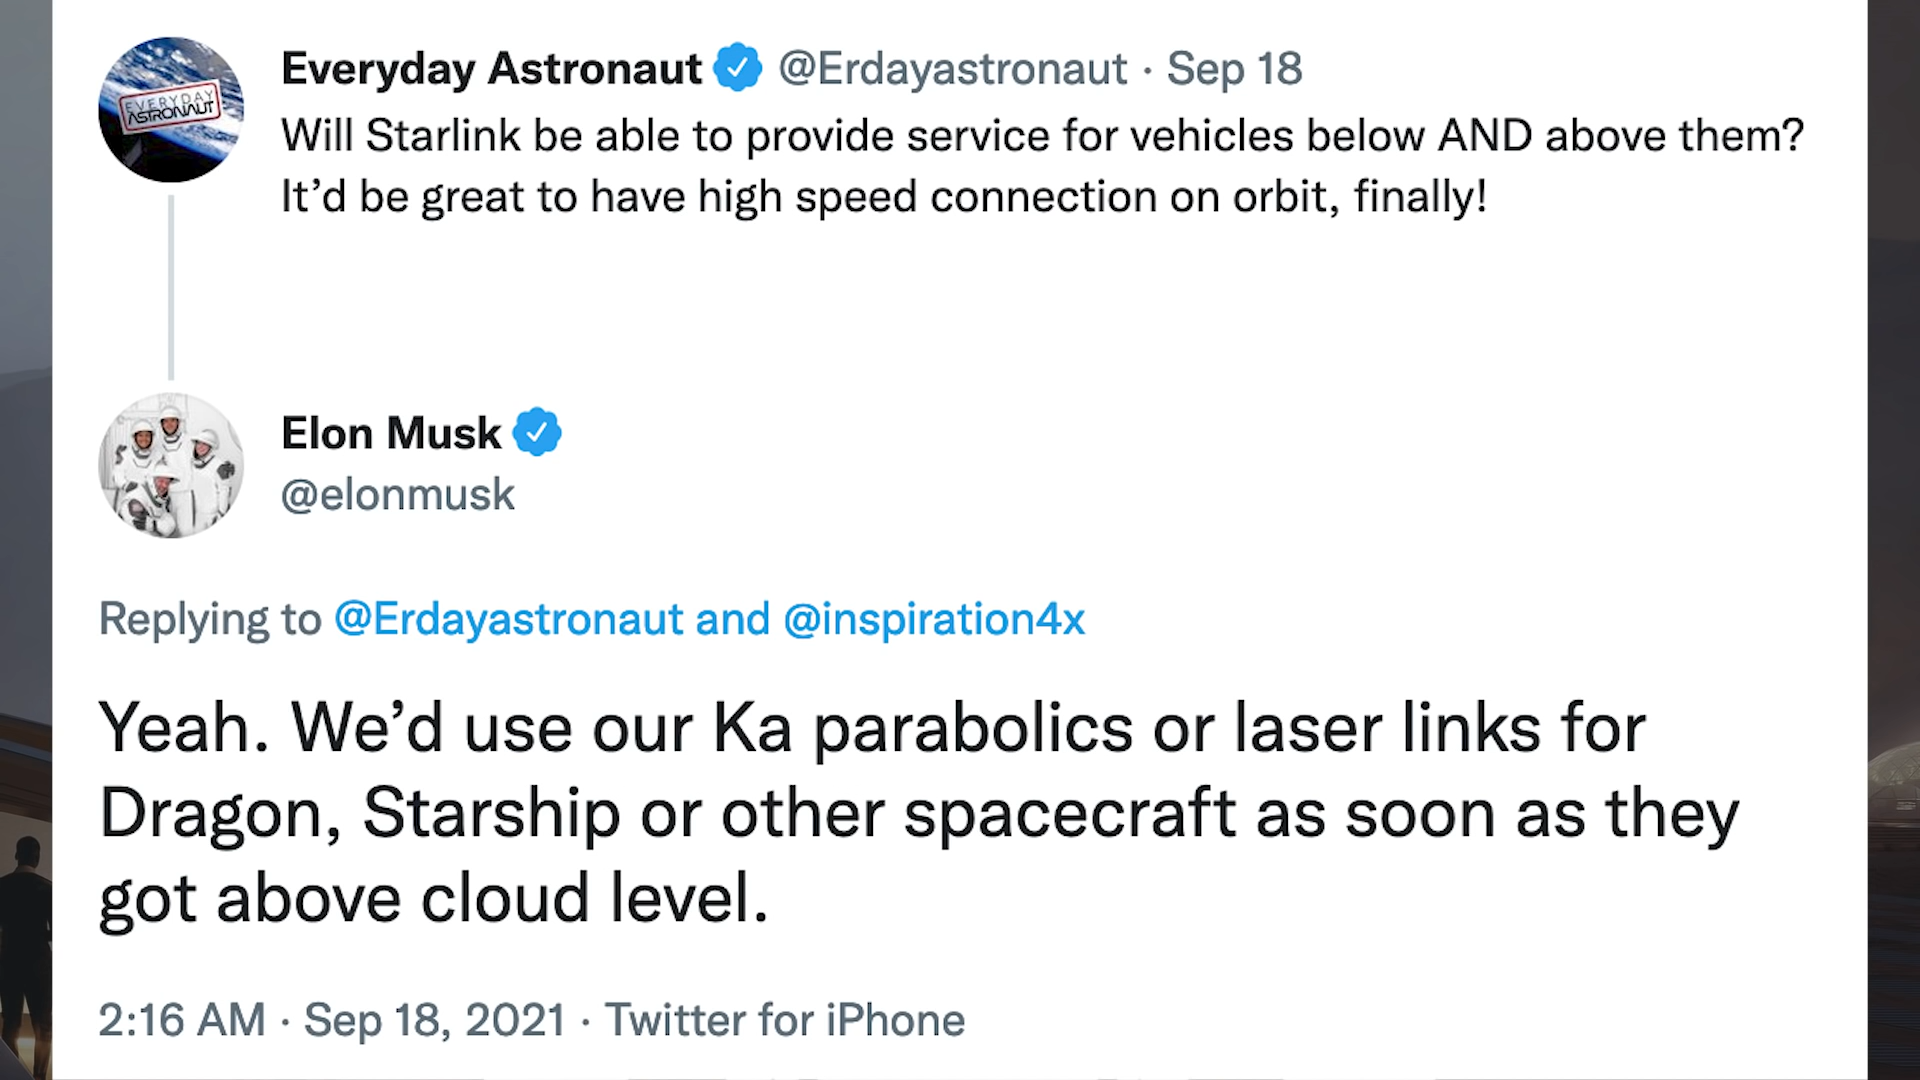 EVERYDAY
ASTRONAUT
Everyday Astronaut @Erdayastronaut · Sep 18
Will Starlink be able to provide service for vehicles below AND above them?
It’d be great to have high speed connection on orbit, finally!
Elon Musk
@elonmusk
Replying to @Erdayastronaut and @inspiration4x
Yeah. We’d use our Ka parabolics or laser links for
Dragon, Starship or other spacecraft as soon as they
got above cloud level.
2:16 AM · Sep 18, 2021 · Twitter for iPhone